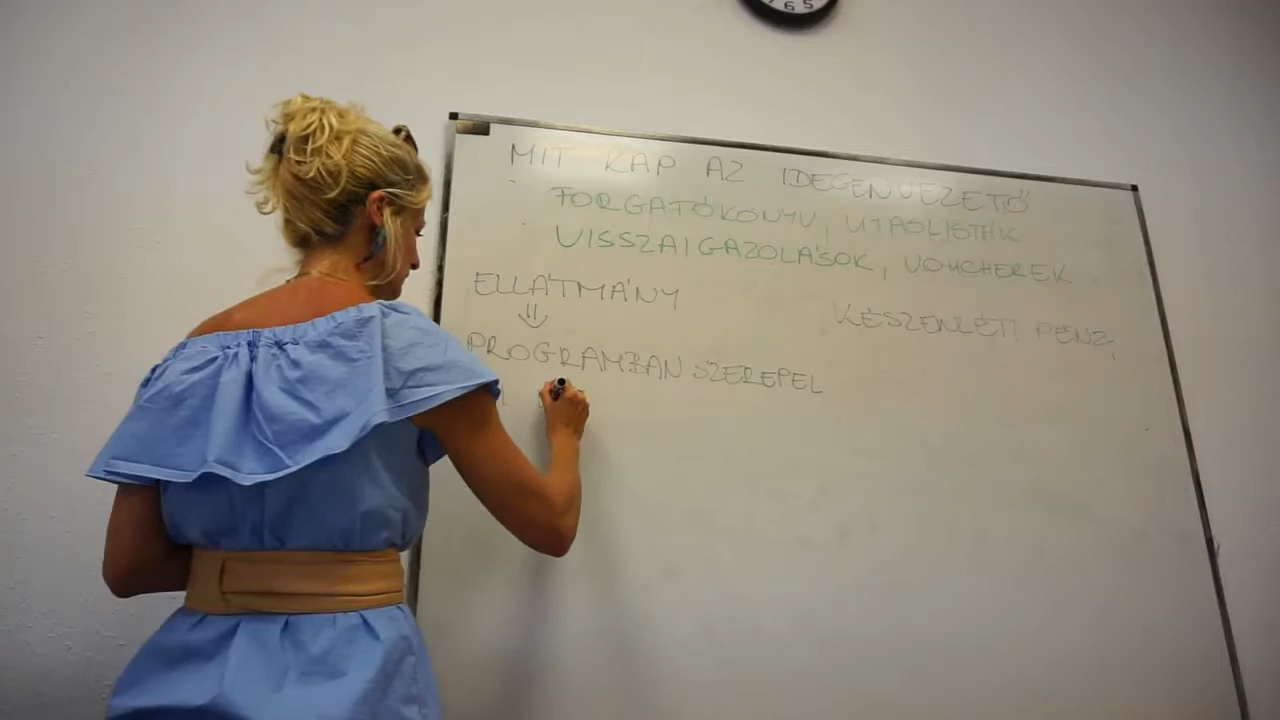 MIT KAP AZ IDEGENVEZETŐ
FORGATÓKÖNYV, UTASLISTÁK
VISSZAIGAZOLÁSOK, VOUCHEREK
ELLÁTMÁNY
KÉSZENLÉTI PÉNZ,
⇓
PROGRAMBAN SZEREPEL